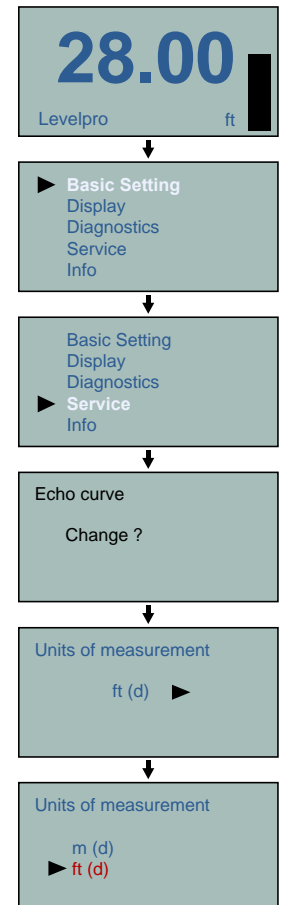 28.00
Levelpro ft
Basic Setting
Display
Diagnostics
Service
Info
Basic Setting
Display
Diagnostics
Service
Info
Echo curve
Change ?
Units of measurement
ft (d)
Units of measurement
m (d)
ft (d)